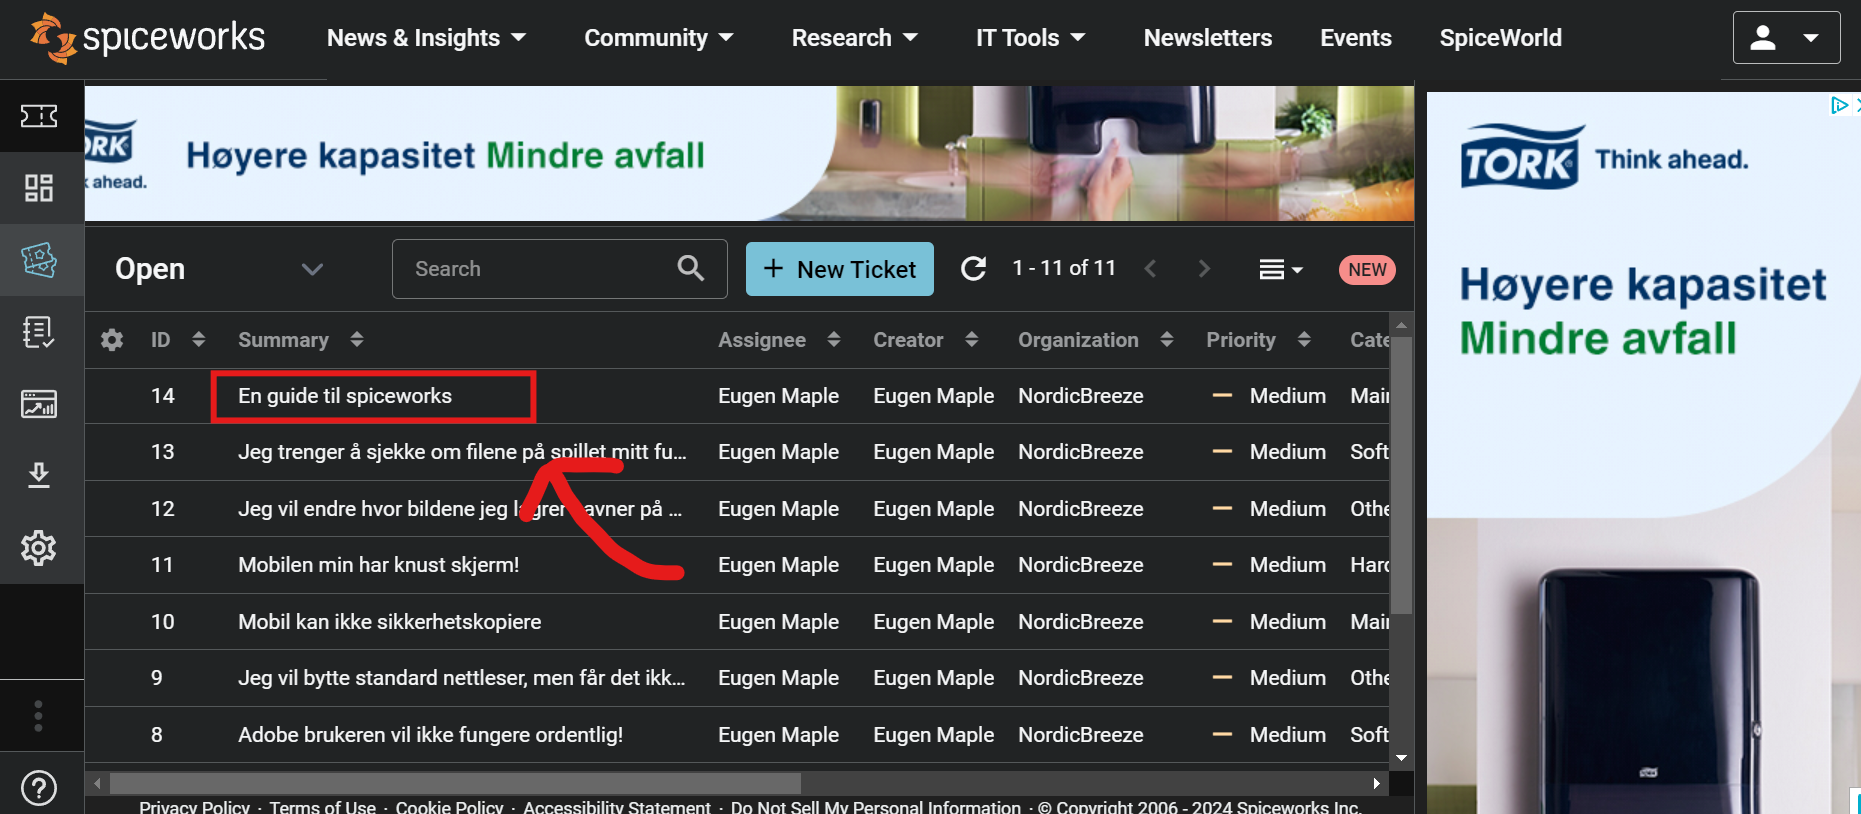 spiceworks News & Insights Community Research IT Tools Newsletters Events SpiceWorld
TORK
k ahead.
Høyere kapasitet Mindre avfall
TORK Think ahead.
Høyere kapasitet
Mindre avfall
Open Search + New Ticket 1 - 11 of 11 NEW
ID Summary Assignee Creator Organization Priority Cate
14 En guide til spiceworks Eugen Maple Eugen Maple NordicBreeze Medium Mair
13 Jeg trenger å sjekke om filene på spillet mitt fu... Eugen Maple Eugen Maple NordicBreeze Medium Soft
12 Jeg vil endre hvor bildene jeg lagrer havner på ... Eugen Maple Eugen Maple NordicBreeze Medium Othe
11 Mobilen min har knust skjerm! Eugen Maple Eugen Maple NordicBreeze Medium Hard
10 Mobil kan ikke sikkerhetskopiere Eugen Maple Eugen Maple NordicBreeze Medium Mair
9 Jeg vil bytte standard nettleser, men får det ikk... Eugen Maple Eugen Maple NordicBreeze Medium Othe
8 Adobe brukeren vil ikke fungere ordentlig! Eugen Maple Eugen Maple NordicBreeze Medium Soft
Privacy Policy · Terms of Use · Cookie Policy · Accessibility Statement · Do Not Sell My Personal Information · © Copyright 2006 - 2024 Spiceworks Inc.
TORK